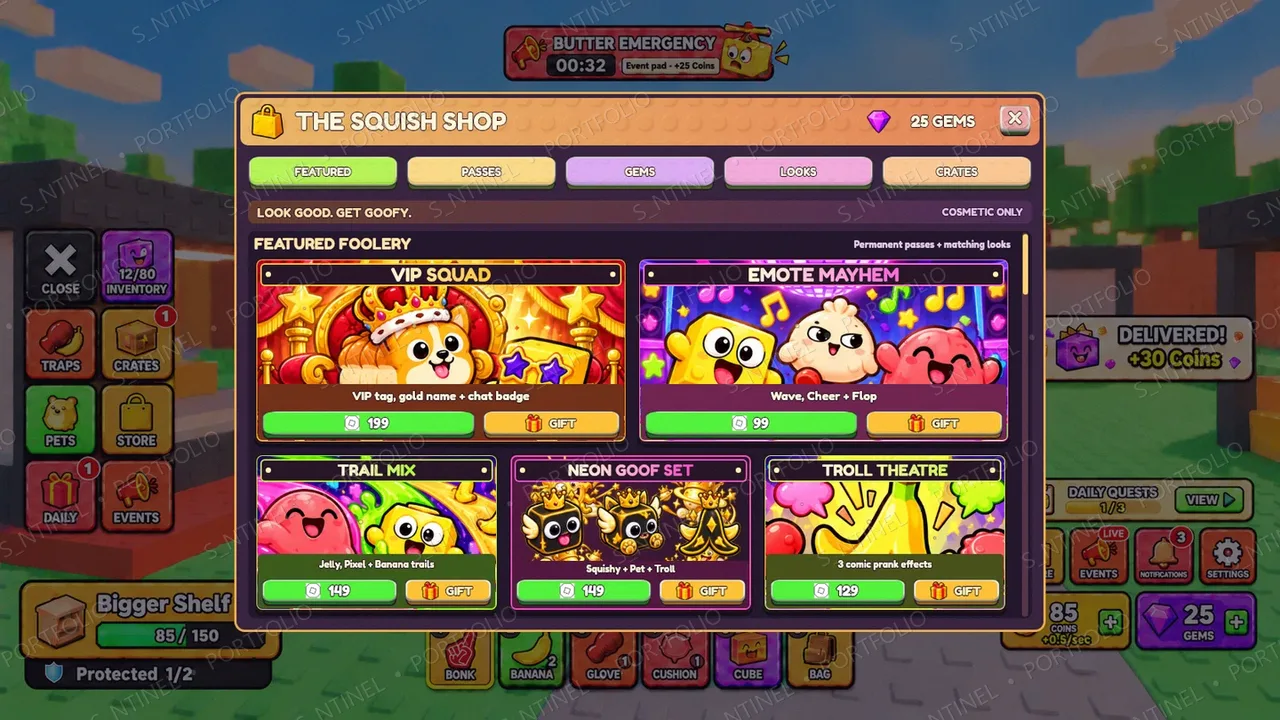 BUTTER EMERGENCY
00:32
Event pad - +25 Coins
THE SQUISH SHOP
25 GEMS
FEATURED
PASSES
GEMS
LOOKS
CRATES
LOOK GOOD. GET GOOFY.
COSMETIC ONLY
FEATURED FOOLERY
Permanent passes + matching looks
VIP SQUAD
VIP tag, gold name + chat badge
199
GIFT
EMOTE MAYHEM
Wave, Cheer + Flop
99
GIFT
TRAIL MIX
Jelly, Pixel + Banana trails
149
GIFT
NEON GOOF SET
Squishy + Pet + Troll
149
GIFT
TROLL THEATRE
3 comic prank effects
129
GIFT
CLOSE
12/80
INVENTORY
TRAPS
1
CRATES
PETS
STORE
1
DAILY
EVENTS
Bigger Shelf
85/ 150
Protected 1/2
DELIVERED!
+30 Coins
DAILY QUESTS
1/3
VIEW
LIVE
EVENTS
3
NOTIFICATIONS
SETTINGS
85
COINS
+0.5/sec
25
GEMS
BONK
2
BANANA
1
GLOVE
1
CUSHION
CUBE
BAG
S_NTINEL
PORTFOLIO